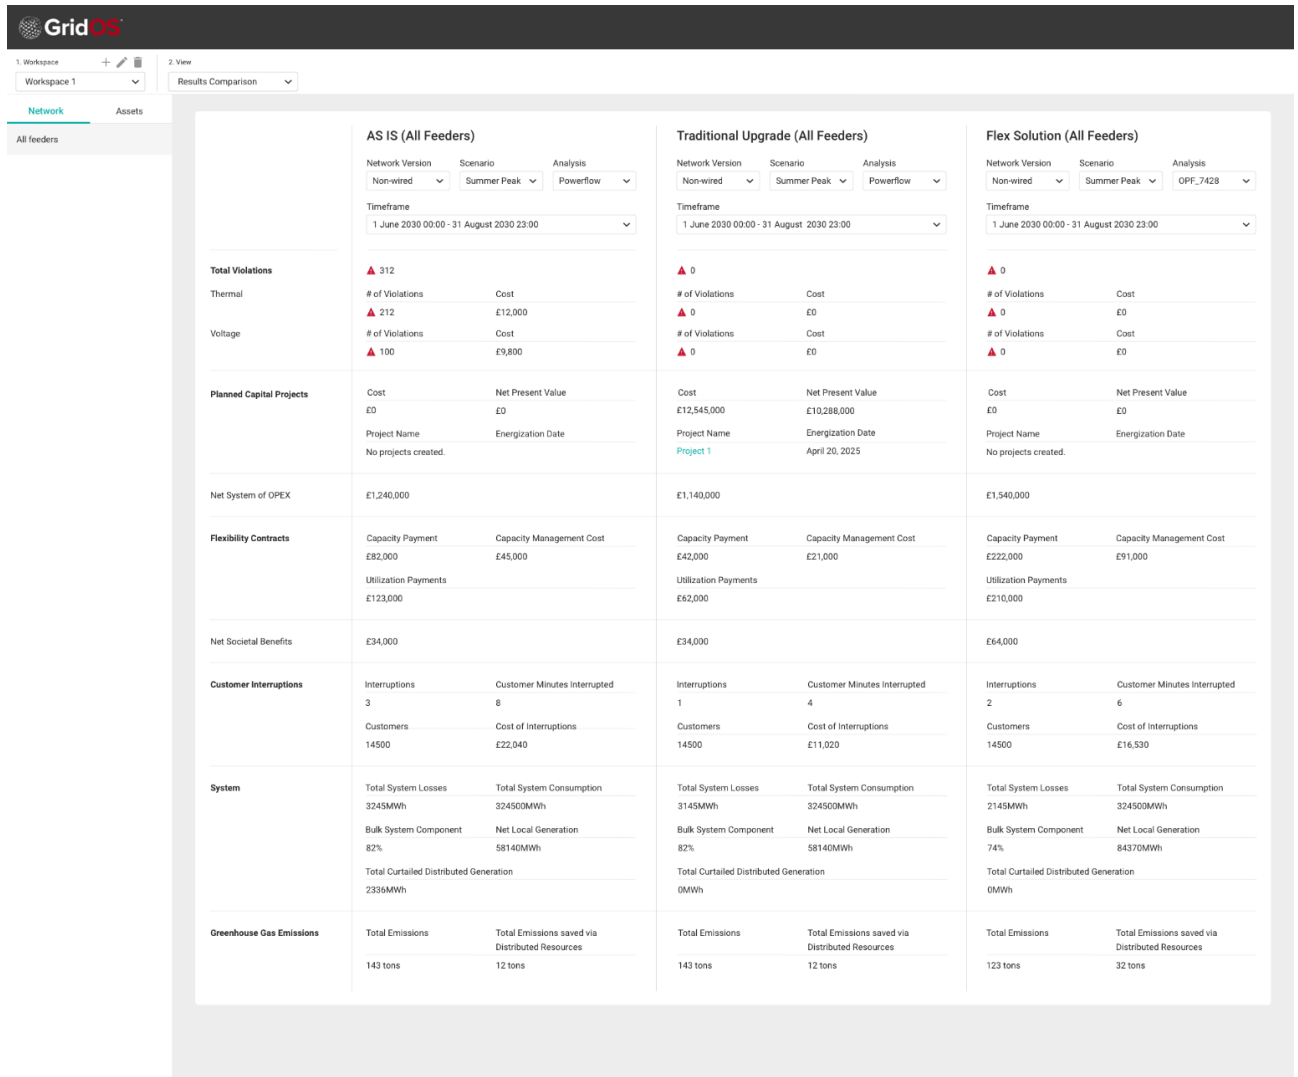 GridOS
1. Workspace
2. View
Workspace 1
Results Comparison
Network Assets
All feeders
AS IS (All Feeders) Traditional Upgrade (All Feeders) Flex Solution (All Feeders)
Network Version Scenario Analysis Network Version Scenario Analysis Network Version Scenario Analysis
Non-wired Summer Peak Powerflow Non-wired Summer Peak Powerflow Non-wired Summer Peak OPF_7428
Timeframe Timeframe Timeframe
1 June 2030 00:00 - 31 August 2030 23:00 1 June 2030 00:00 - 31 August 2030 23:00 1 June 2030 00:00 - 31 August 2030 23:00
Total Violations 312 0 0
Thermal # of Violations Cost # of Violations Cost # of Violations Cost
212 £12,000 0 £0 0 £0
Voltage # of Violations Cost # of Violations Cost # of Violations Cost
100 £9,800 0 £0 0 £0
Planned Capital Projects Cost Net Present Value Cost Net Present Value Cost Net Present Value
£0 £0 £12,545,000 £10,288,000 £0 £0
Project Name Energization Date Project Name Energization Date Project Name Energization Date
No projects created. Project 1 April 20, 2025 No projects created.
Net System of OPEX £1,240,000 £1,140,000 £1,540,000
Flexibility Contracts Capacity Payment Capacity Management Cost Capacity Payment Capacity Management Cost Capacity Payment Capacity Management Cost
£82,000 £45,000 £42,000 £21,000 £222,000 £91,000
Utilization Payments Utilization Payments Utilization Payments
£123,000 £62,000 £210,000
Net Societal Benefits £34,000 £34,000 £64,000
Customer Interruptions Interruptions Customer Minutes Interrupted Interruptions Customer Minutes Interrupted Interruptions Customer Minutes Interrupted
3 8 1 4 2 6
Customers Cost of Interruptions Customers Cost of Interruptions Customers Cost of Interruptions
14500 £22,040 14500 £11,020 14500 £16,530
System Total System Losses Total System Consumption Total System Losses Total System Consumption Total System Losses Total System Consumption
3245MWh 324500MWh 3145MWh 324500MWh 2145MWh 324500MWh
Bulk System Component Net Local Generation Bulk System Component Net Local Generation Bulk System Component Net Local Generation
82% 58140MWh 82% 58140MWh 74% 84370MWh
Total Curtailed Distributed Generation Total Curtailed Distributed Generation Total Curtailed Distributed Generation
2336MWh 0MWh 0MWh
Greenhouse Gas Emissions Total Emissions Total Emissions saved via Total Emissions Total Emissions saved via Total Emissions Total Emissions saved via
Distributed Resources Distributed Resources Distributed Resources
143 tons 12 tons 143 tons 12 tons 123 tons 32 tons